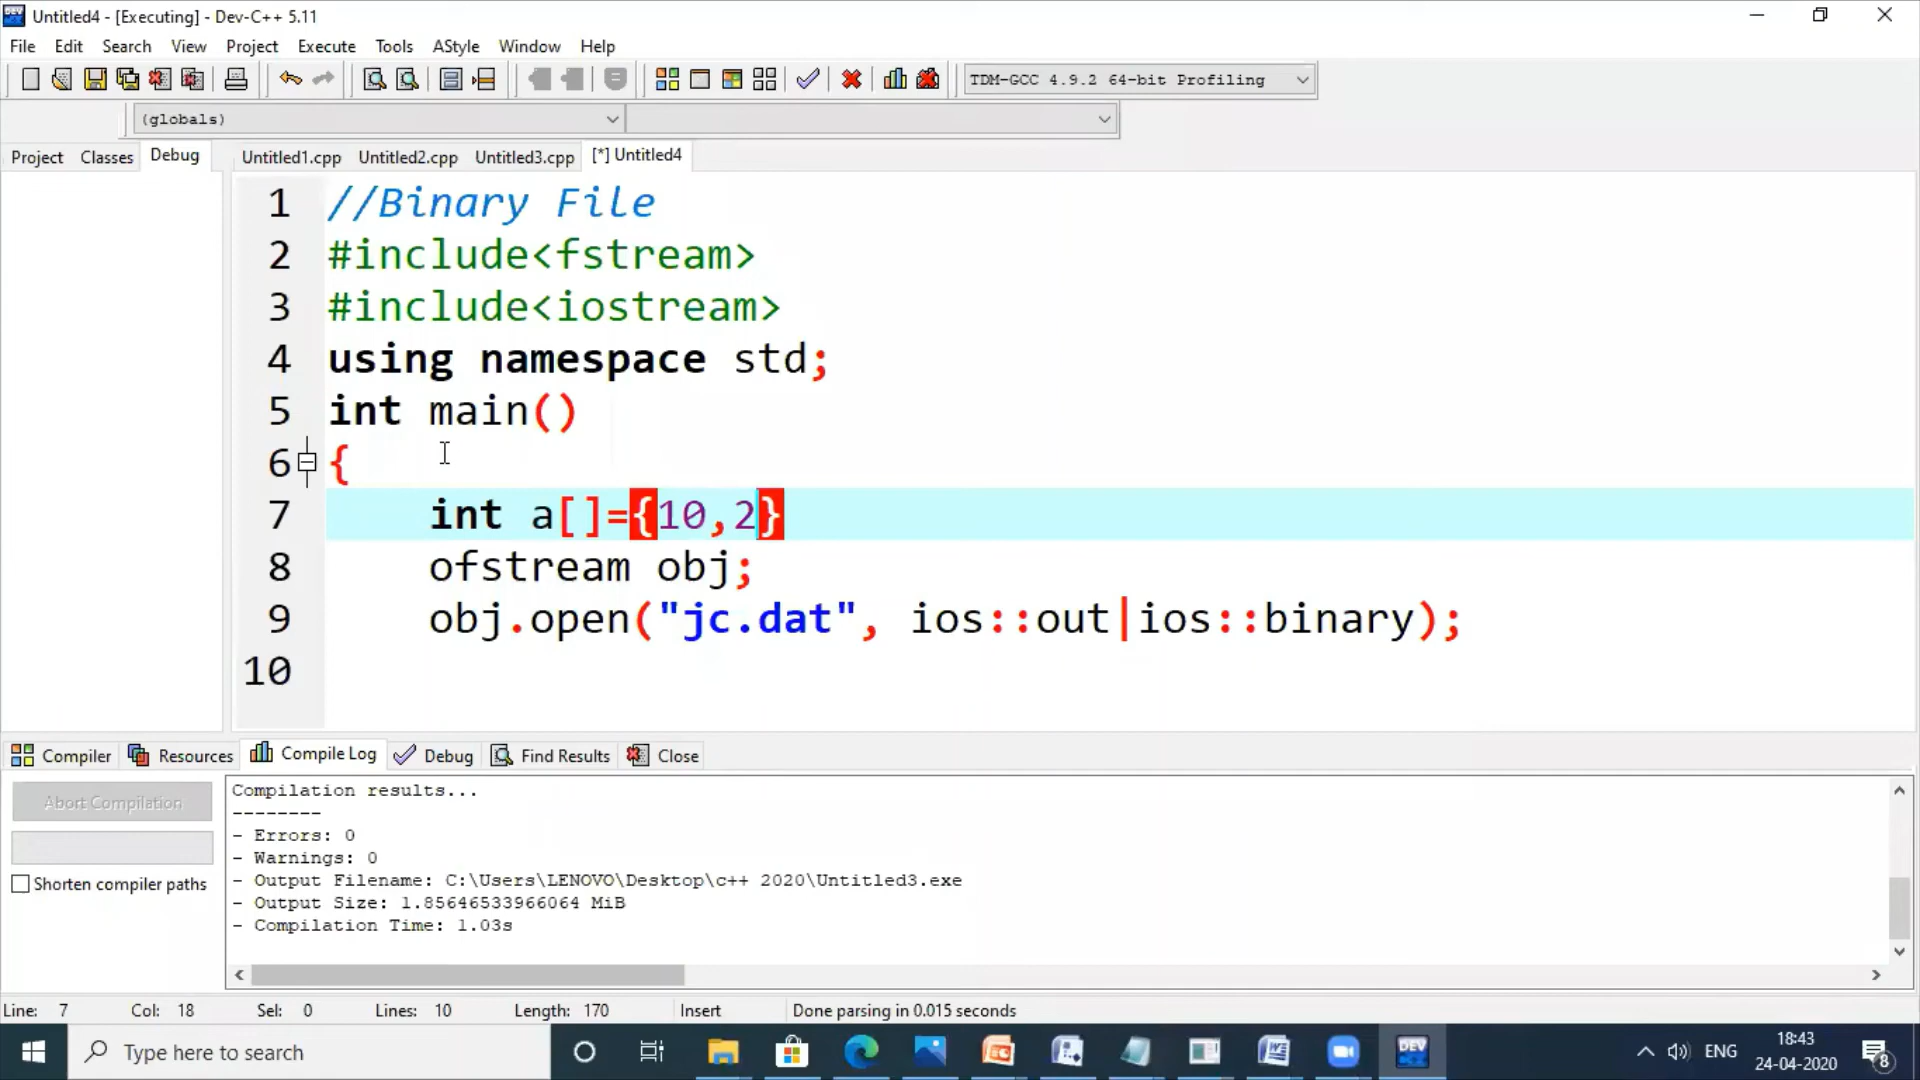 Untitled4 - [Executing] - Dev-C++ 5.11
File Edit Search View Project Execute Tools AStyle Window Help
TDM-GCC 4.9.2 64-bit Profiling
(globals)
Project Classes Debug Untitled1.cpp Untitled2.cpp Untitled3.cpp [*] Untitled4
1 //Binary File
2 #include<fstream>
3 #include<iostream>
4 using namespace std;
5 int main()
6 {
7 int a[]={10,2}
8 ofstream obj;
9 obj.open("jc.dat", ios::out|ios::binary);
10
Compiler Resources Compile Log Debug Find Results Close
Abort Compilation
Shorten compiler paths
Compilation results...
--------
- Errors: 0
- Warnings: 0
- Output Filename: C:\Users\LENOVO\Desktop\c++ 2020\Untitled3.exe
- Output Size: 1.85646533966064 MiB
- Compilation Time: 1.03s
Line: 7 Col: 18 Sel: 0 Lines: 10 Length: 170 Insert Done parsing in 0.015 seconds
Type here to search
DEV
ENG
18:43
24-04-2020
8